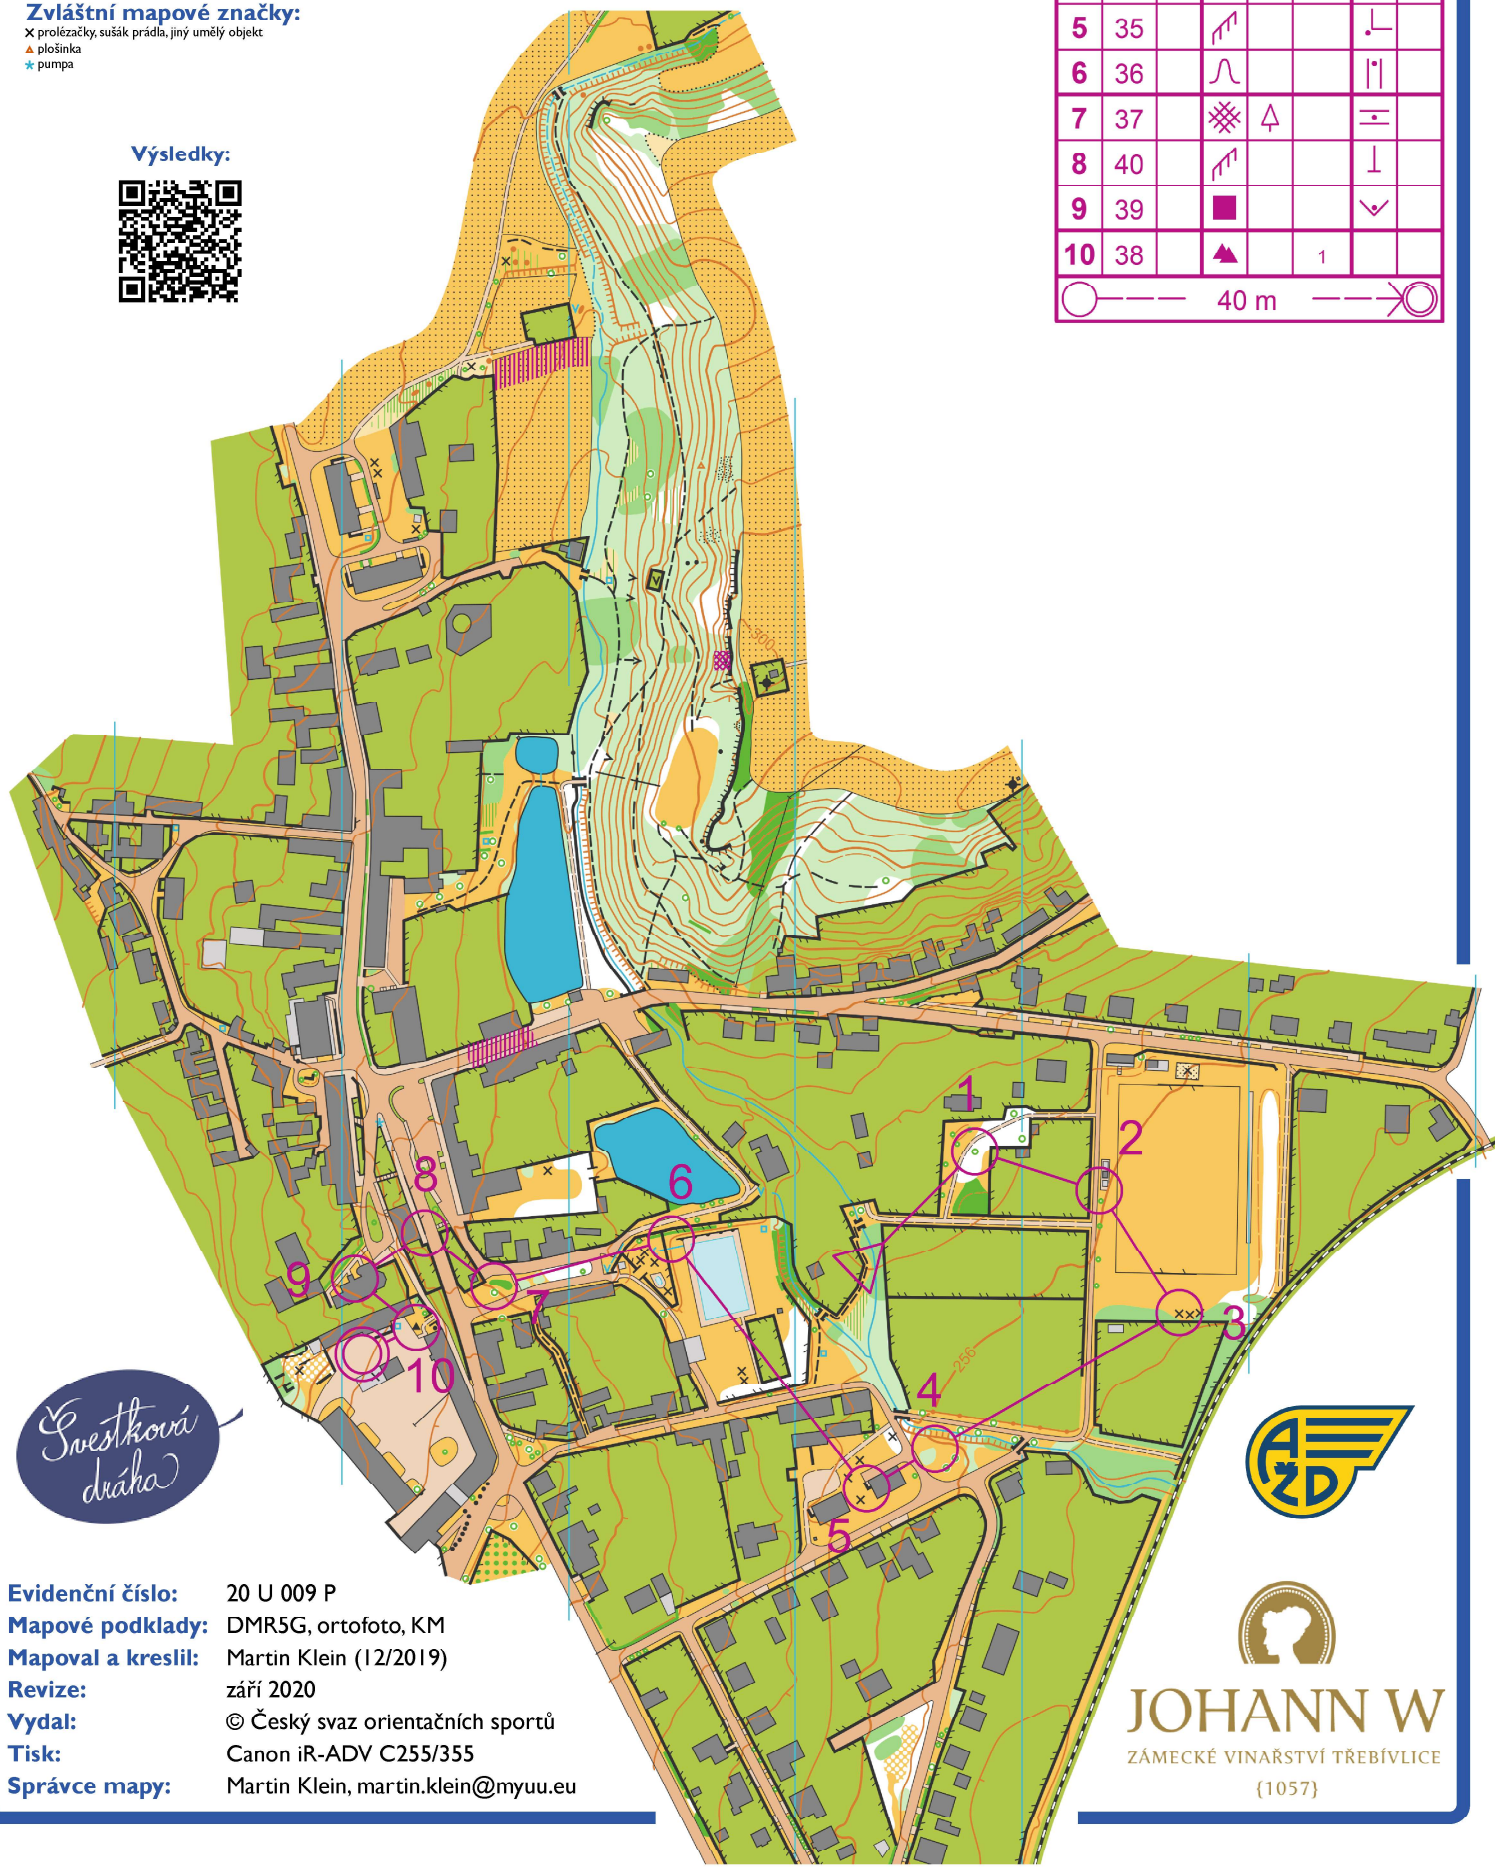 Zvláštní mapové značky:
× prolézačky, sušák prádla, jiný umělý objekt
plošinka
* pumpa
Výsledky:
5 35
6 36
7 37
8 40
9 39
10 38 1
40 m
300
1
2
3
4
5
6
7
8
9
10
256
Švestková
dráha
AŽD
Evidenční číslo: 20 U 009 P
Mapové podklady: DMR5G, ortofoto, KM
Mapoval a kreslil: Martin Klein (12/2019)
Revize: září 2020
Vydal: © Český svaz orientačních sportů
Tisk: Canon iR-ADV C255/355
Správce mapy: Martin Klein, martin.klein@myuu.eu
JOHANN W
ZÁMECKÉ VINAŘSTVÍ TŘEBÍVLICE
{1057}